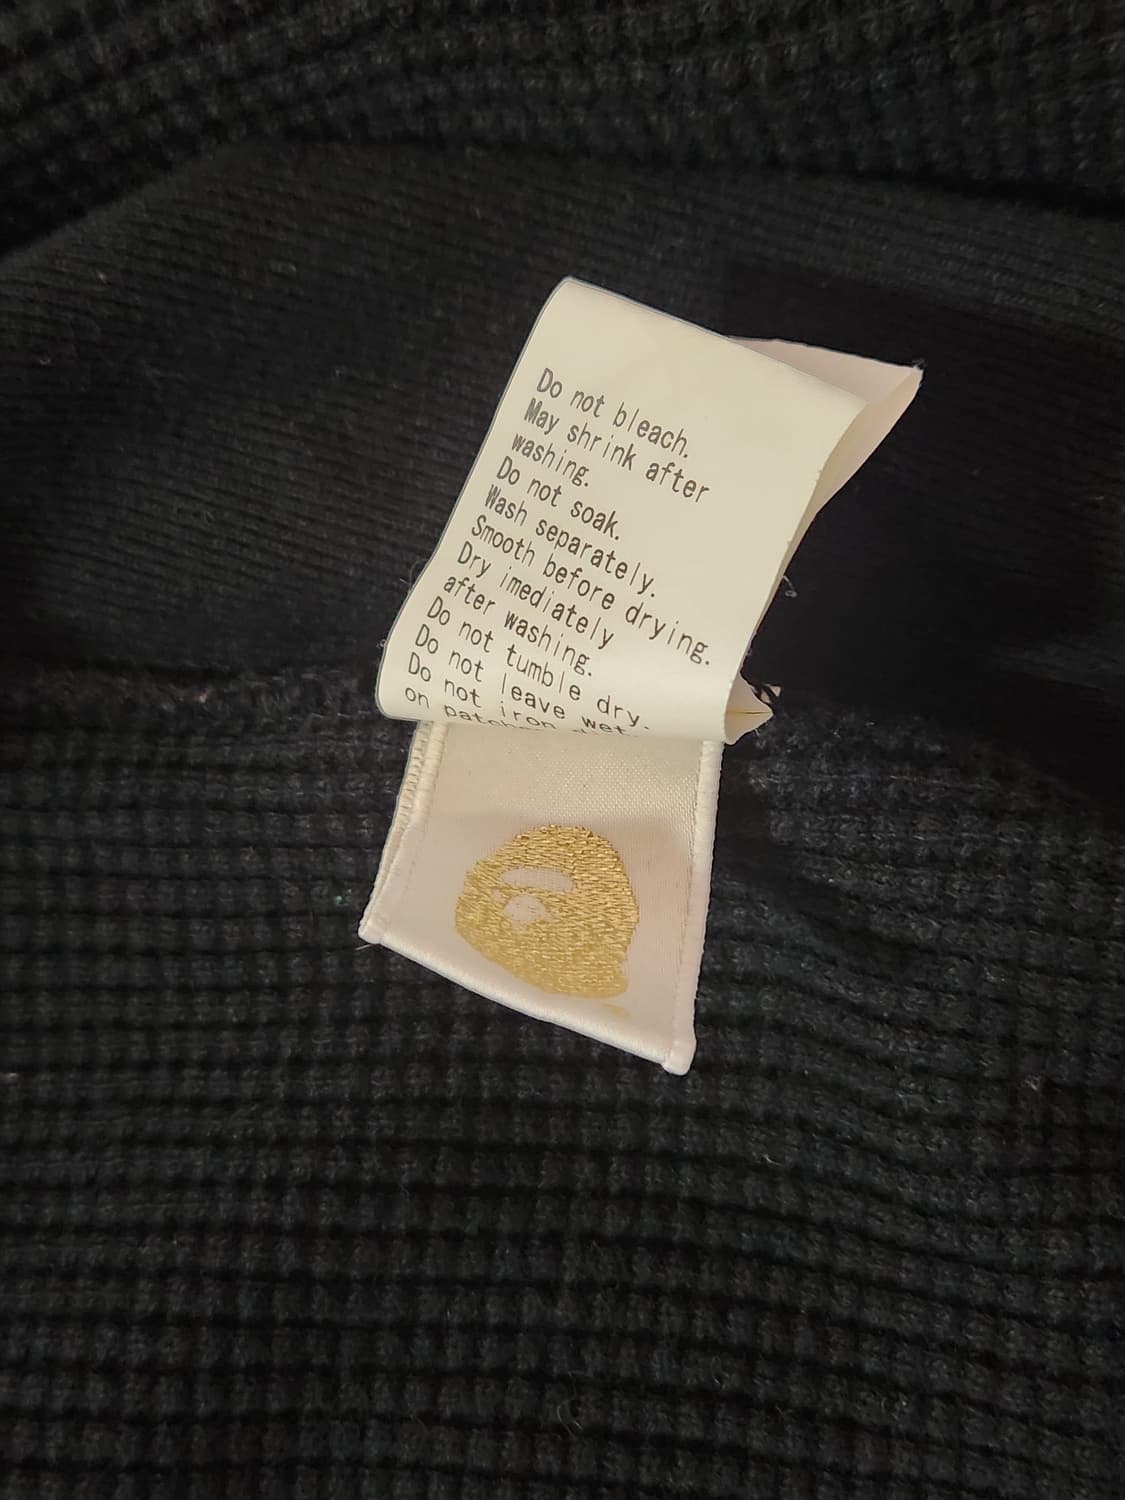 Do not bleach.
May shrink after
washing.
Do not soak.
Wash separately.
Smooth before drying.
Dry imediately
after washing.
Do not tumble dry.
Do not leave wet.
Do not iron
on